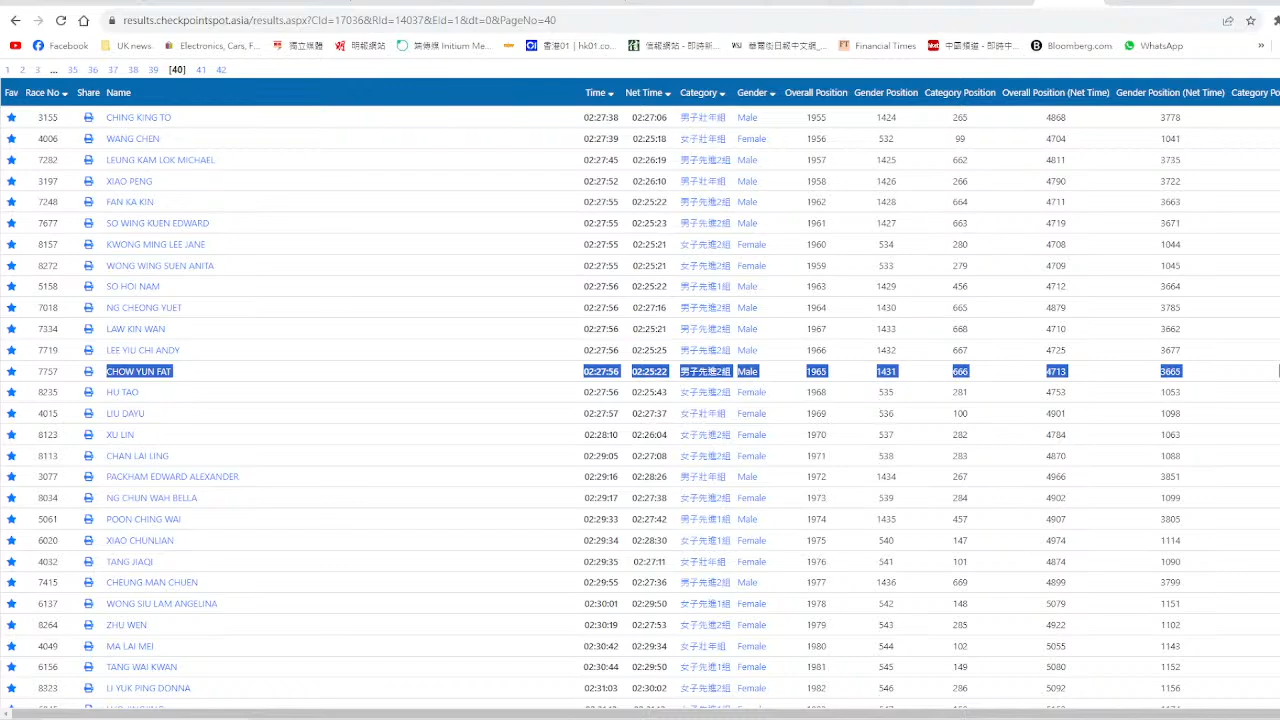 results.checkpointspot.asia/results.aspx?CId=17036&RId=14037&EId=1&dt=0&PageNo=40
Facebook UK news Electronics, Cars, F... 獨立媒體 明報新聞網 端傳媒 Initium Me... 香港01 | hk01.co... 信報網站 - 即時新... 華爾街日報中文網... Financial Times 中國頻道 - 即時中... Bloomberg.com WhatsApp »
1 2 3 ... 35 36 37 38 39 [40] 41 42
Fav Race No Share Name Time Net Time Category Gender Overall Position Gender Position Category Position Overall Position (Net Time) Gender Position (Net Time) Category Po
3155 CHING KING TO 02:27:38 02:27:06 男子壯年組 Male 1955 1424 265 4868 3778
4006 WANG CHEN 02:27:39 02:25:18 女子壯年組 Female 1956 532 99 4704 1041
7282 LEUNG KAM LOK MICHAEL 02:27:45 02:26:19 男子先進2組 Male 1957 1425 662 4811 3735
3197 XIAO PENG 02:27:52 02:26:10 男子壯年組 Male 1958 1426 266 4790 3722
7248 FAN KA KIN 02:27:55 02:25:22 男子先進2組 Male 1962 1428 664 4711 3663
7677 SO WING KUEN EDWARD 02:27:55 02:25:23 男子先進2組 Male 1961 1427 663 4719 3671
8157 KWONG MING LEE JANE 02:27:55 02:25:21 女子先進2組 Female 1960 534 280 4708 1044
8272 WONG WING SUEN ANITA 02:27:55 02:25:21 女子先進2組 Female 1959 533 279 4709 1045
5158 SO HOI NAM 02:27:56 02:25:22 男子先進1組 Male 1963 1429 456 4712 3664
7018 NG CHEONG YUET 02:27:56 02:27:16 男子先進2組 Male 1964 1430 665 4879 3785
7334 LAW KIN WAN 02:27:56 02:25:21 男子先進2組 Male 1967 1433 668 4710 3662
7719 LEE YIU CHI ANDY 02:27:56 02:25:25 男子先進2組 Male 1966 1432 667 4725 3677
7757 CHOW YUN FAT 02:27:56 02:25:22 男子先進2組 Male 1965 1431 666 4713 3665
8235 HU TAO 02:27:56 02:25:43 女子先進2組 Female 1968 535 281 4753 1053
4015 LIU DAYU 02:27:57 02:27:37 女子壯年組 Female 1969 536 100 4901 1098
8123 XU LIN 02:28:10 02:26:04 女子先進2組 Female 1970 537 282 4784 1063
8113 CHAN LAI LING 02:29:05 02:27:08 女子先進2組 Female 1971 538 283 4870 1088
3077 PACKHAM EDWARD ALEXANDER 02:29:16 02:28:26 男子壯年組 Male 1972 1434 267 4966 3851
8034 NG CHUN WAH BELLA 02:29:17 02:27:38 女子先進2組 Female 1973 539 284 4902 1099
5061 POON CHING WAI 02:29:33 02:27:42 男子先進1組 Male 1974 1435 457 4907 3805
6020 XIAO CHUNLIAN 02:29:34 02:28:30 女子先進1組 Female 1975 540 147 4974 1114
4032 TANG JIAQI 02:29:35 02:27:11 女子壯年組 Female 1976 541 101 4874 1090
7415 CHEUNG MAN CHUEN 02:29:55 02:27:36 男子先進2組 Male 1977 1436 669 4899 3799
6137 WONG SIU LAM ANGELINA 02:30:01 02:29:50 女子先進1組 Female 1978 542 148 5079 1151
8264 ZHU WEN 02:30:19 02:27:53 女子先進2組 Female 1979 543 285 4922 1102
4049 MA LAI MEI 02:30:42 02:29:34 女子壯年組 Female 1980 544 102 5055 1143
6156 TANG WAI KWAN 02:30:44 02:29:50 女子先進1組 Female 1981 545 149 5080 1152
8323 LI YUK PING DONNA 02:31:03 02:30:02 女子先進2組 Female 1982 546 286 5092 1156